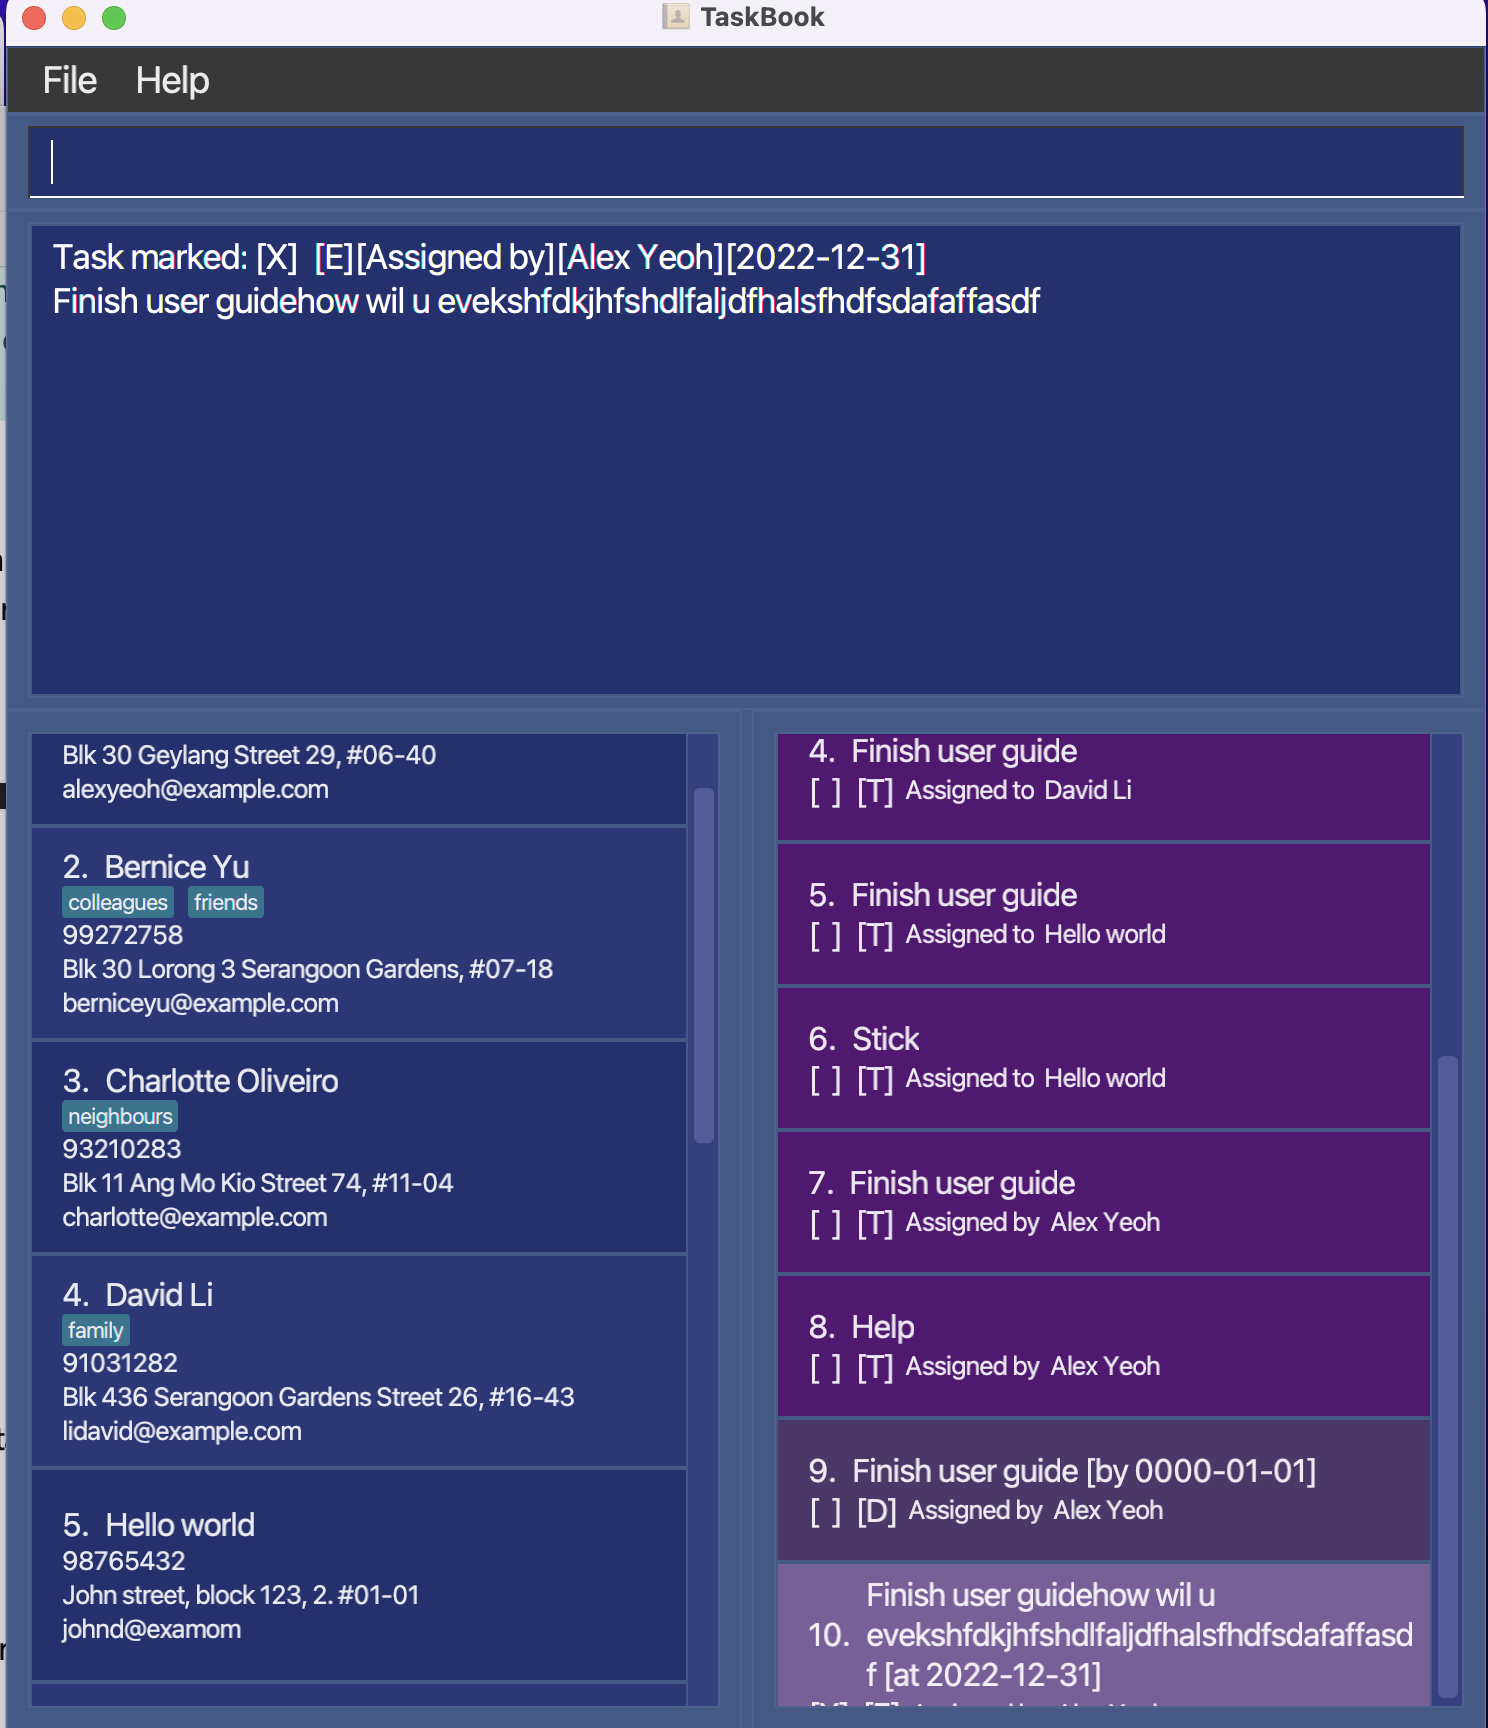 TaskBook
File Help
Task marked: [X]  [E][Assigned by][Alex Yeoh][2022-12-31]
Finish user guidehow wil u evekshfdkjhfshdlfaljdfhalsfhdfsdafaffasdf
Blk 30 Geylang Street 29, #06-40
alexyeoh@example.com
2. Bernice Yu
colleagues friends
99272758
Blk 30 Lorong 3 Serangoon Gardens, #07-18
berniceyu@example.com
3. Charlotte Oliveiro
neighbours
93210283
Blk 11 Ang Mo Kio Street 74, #11-04
charlotte@example.com
4. David Li
family
91031282
Blk 436 Serangoon Gardens Street 26, #16-43
lidavid@example.com
5. Hello world
98765432
John street, block 123, 2. #01-01
johnd@examom
4. Finish user guide
[ ] [T] Assigned to David Li
5. Finish user guide
[ ] [T] Assigned to Hello world
6. Stick
[ ] [T] Assigned to Hello world
7. Finish user guide
[ ] [T] Assigned by Alex Yeoh
8. Help
[ ] [T] Assigned by Alex Yeoh
9. Finish user guide [by 0000-01-01]
[ ] [D] Assigned by Alex Yeoh
Finish user guidehow wil u
10. evekshfdkjhfshdlfaljdfhalsfhdfsdafaffasd
f [at 2022-12-31]